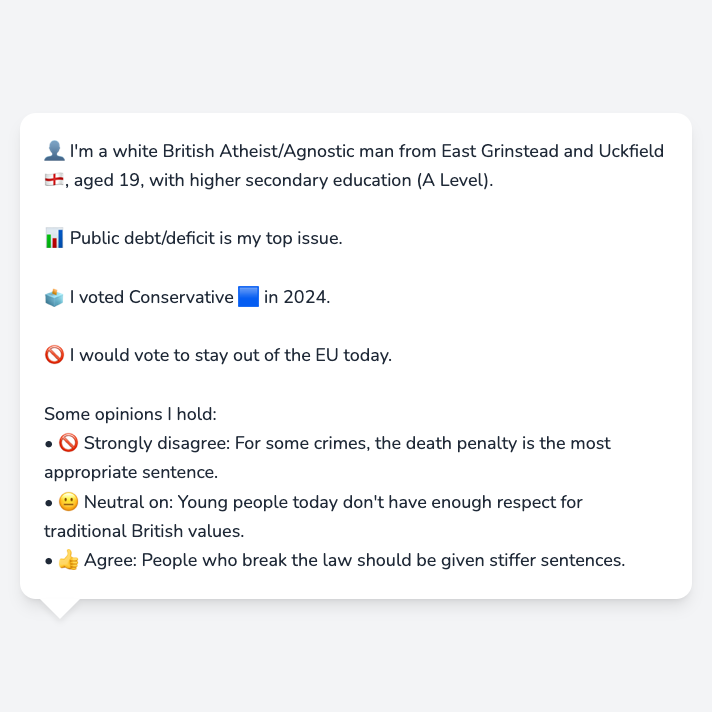 👤 I'm a white British Atheist/Agnostic man from East Grinstead and Uckfield
🏴󠁧󠁢󠁥󠁮󠁧󠁿, aged 19, with higher secondary education (A Level).
📊 Public debt/deficit is my top issue.
🗳️ I voted Conservative 🟦 in 2024.
🚫 I would vote to stay out of the EU today.
Some opinions I hold:
• 🚫 Strongly disagree: For some crimes, the death penalty is the most
appropriate sentence.
• 😐 Neutral on: Young people today don't have enough respect for
traditional British values.
• 👍 Agree: People who break the law should be given stiffer sentences.